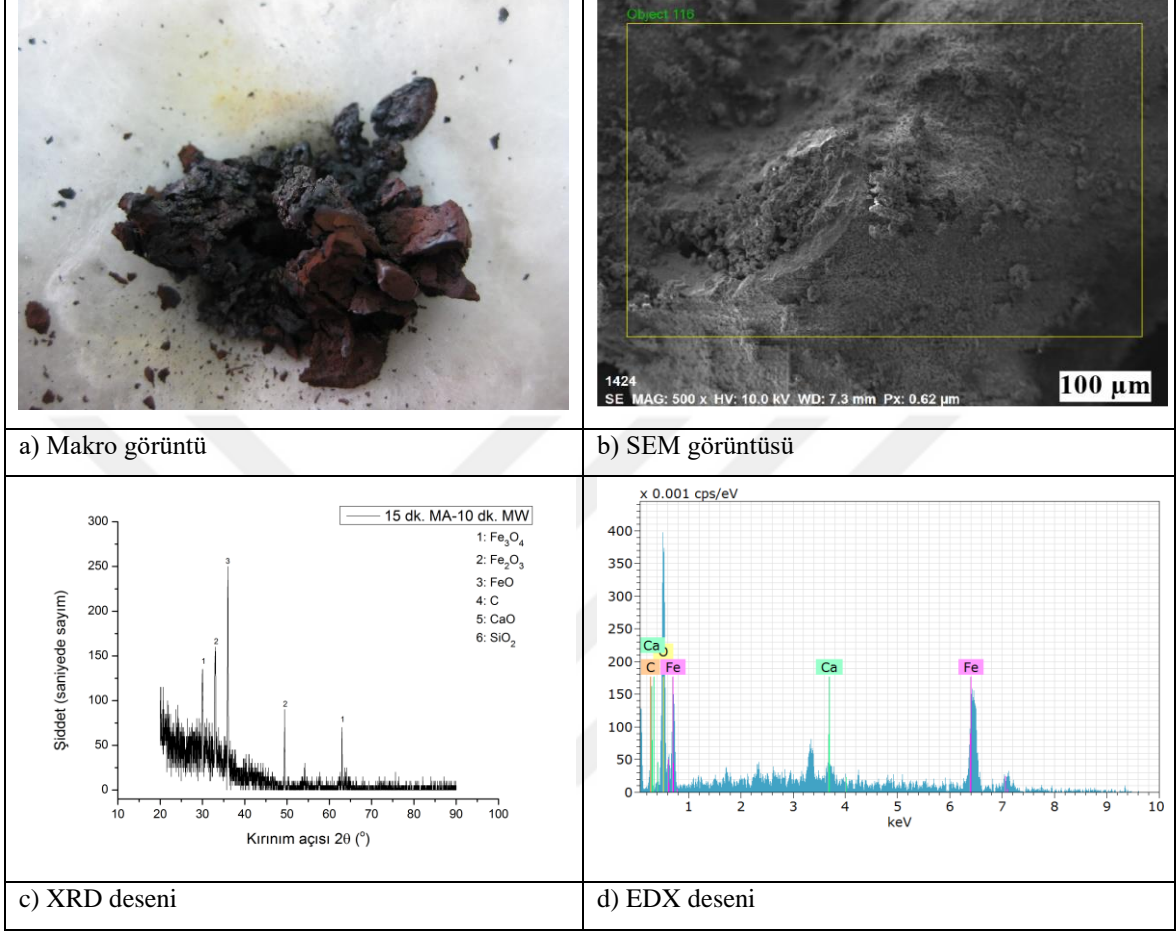 Object 116
1424
SE MAG: 500 x HV: 10.0 kV WD: 7.3 mm Px: 0.62 µm
100 µm
a) Makro görüntü
b) SEM görüntüsü
15 dk. MA-10 dk. MW
1: Fe₃O₄
2: Fe₂O₃
3: FeO
4: C
5: CaO
6: SiO₂
300
250
200
150
100
50
0
Şiddet (saniyede sayım)
1
2
3
2
1
10 20 30 40 50 60 70 80 90 100
Kırınım açısı 2θ (°)
x 0.001 cps/eV
400
350
300
250
200
150
100
50
0
Ca
O
C Fe
Ca
Fe
1 2 3 4 5 6 7 8 9 10
keV
c) XRD deseni
d) EDX deseni